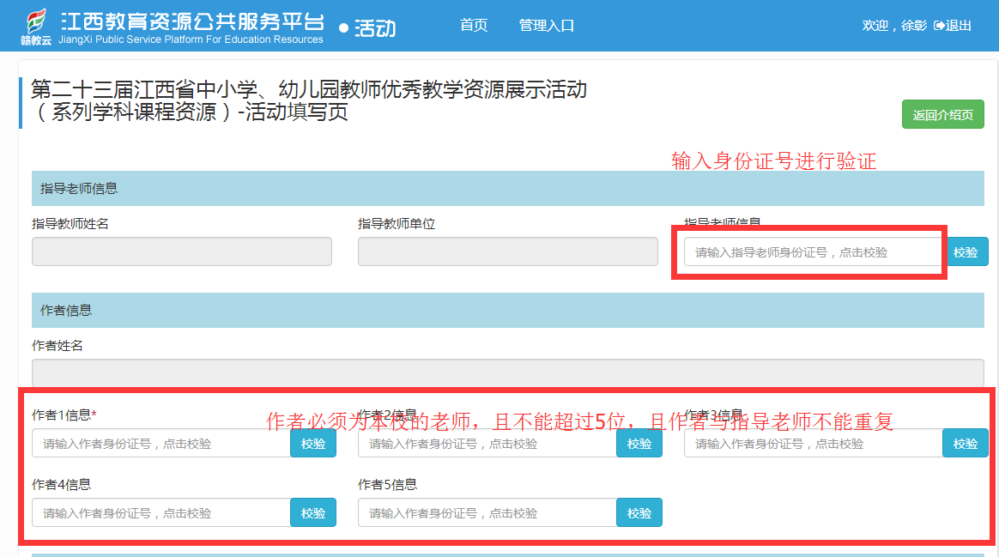 江西教育资源公共服务平台
赣教云 JiangXi Public Service Platform For Education Resources
● 活动
首页 管理入口
欢迎，徐彰 退出
第二十三届江西省中小学、幼儿园教师优秀教学资源展示活动
（系列学科课程资源）-活动填写页
返回介绍页
输入身份证号进行验证
指导老师信息
指导教师姓名 指导教师单位 指导老师信息
请输入指导老师身份证号，点击校验 校验
作者信息
作者姓名
作者1信息* 作者2信息 作者3信息
作者必须为本校的老师，且不能超过5位，且作者与指导老师不能重复
请输入作者身份证号，点击校验 校验 请输入作者身份证号，点击校验 校验 请输入作者身份证号，点击校验 校验
作者4信息 作者5信息
请输入作者身份证号，点击校验 校验 请输入作者身份证号，点击校验 校验